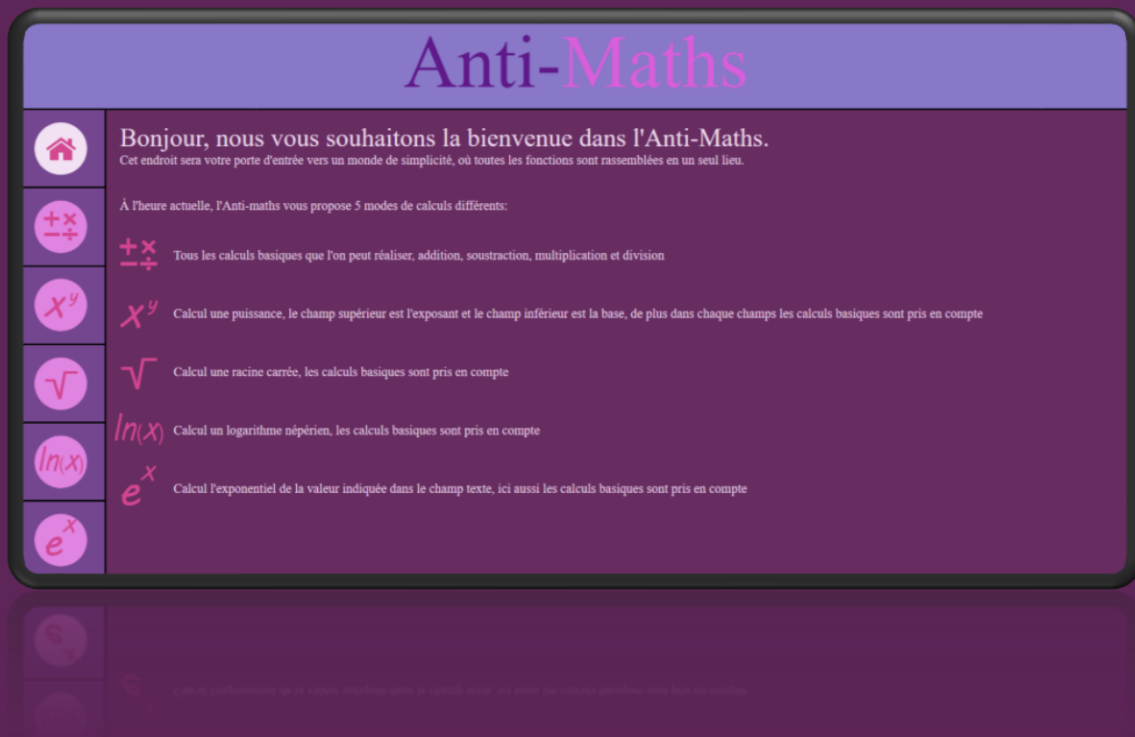 Anti-Maths
Bonjour, nous vous souhaitons la bienvenue dans l'Anti-Maths.
Cet endroit sera votre porte d'entrée vers un monde de simplicité, où toutes les fonctions sont rassemblées en un seul lieu.
À l'heure actuelle, l'Anti-maths vous propose 5 modes de calculs différents:
+ ×
− ÷
Tous les calculs basiques que l'on peut réaliser, addition, soustraction, multiplication et division
x^y
Calcul une puissance, le champ supérieur est l'exposant et le champ inférieur est la base, de plus dans chaque champs les calculs basiques sont pris en compte
√
Calcul une racine carrée, les calculs basiques sont pris en compte
ln(x)
Calcul un logarithme népérien, les calculs basiques sont pris en compte
e^x
Calcul l'exponentiel de la valeur indiquée dans le champ texte, ici aussi les calculs basiques sont pris en compte
+ ×
− ÷
x^y
√
ln(x)
e^x